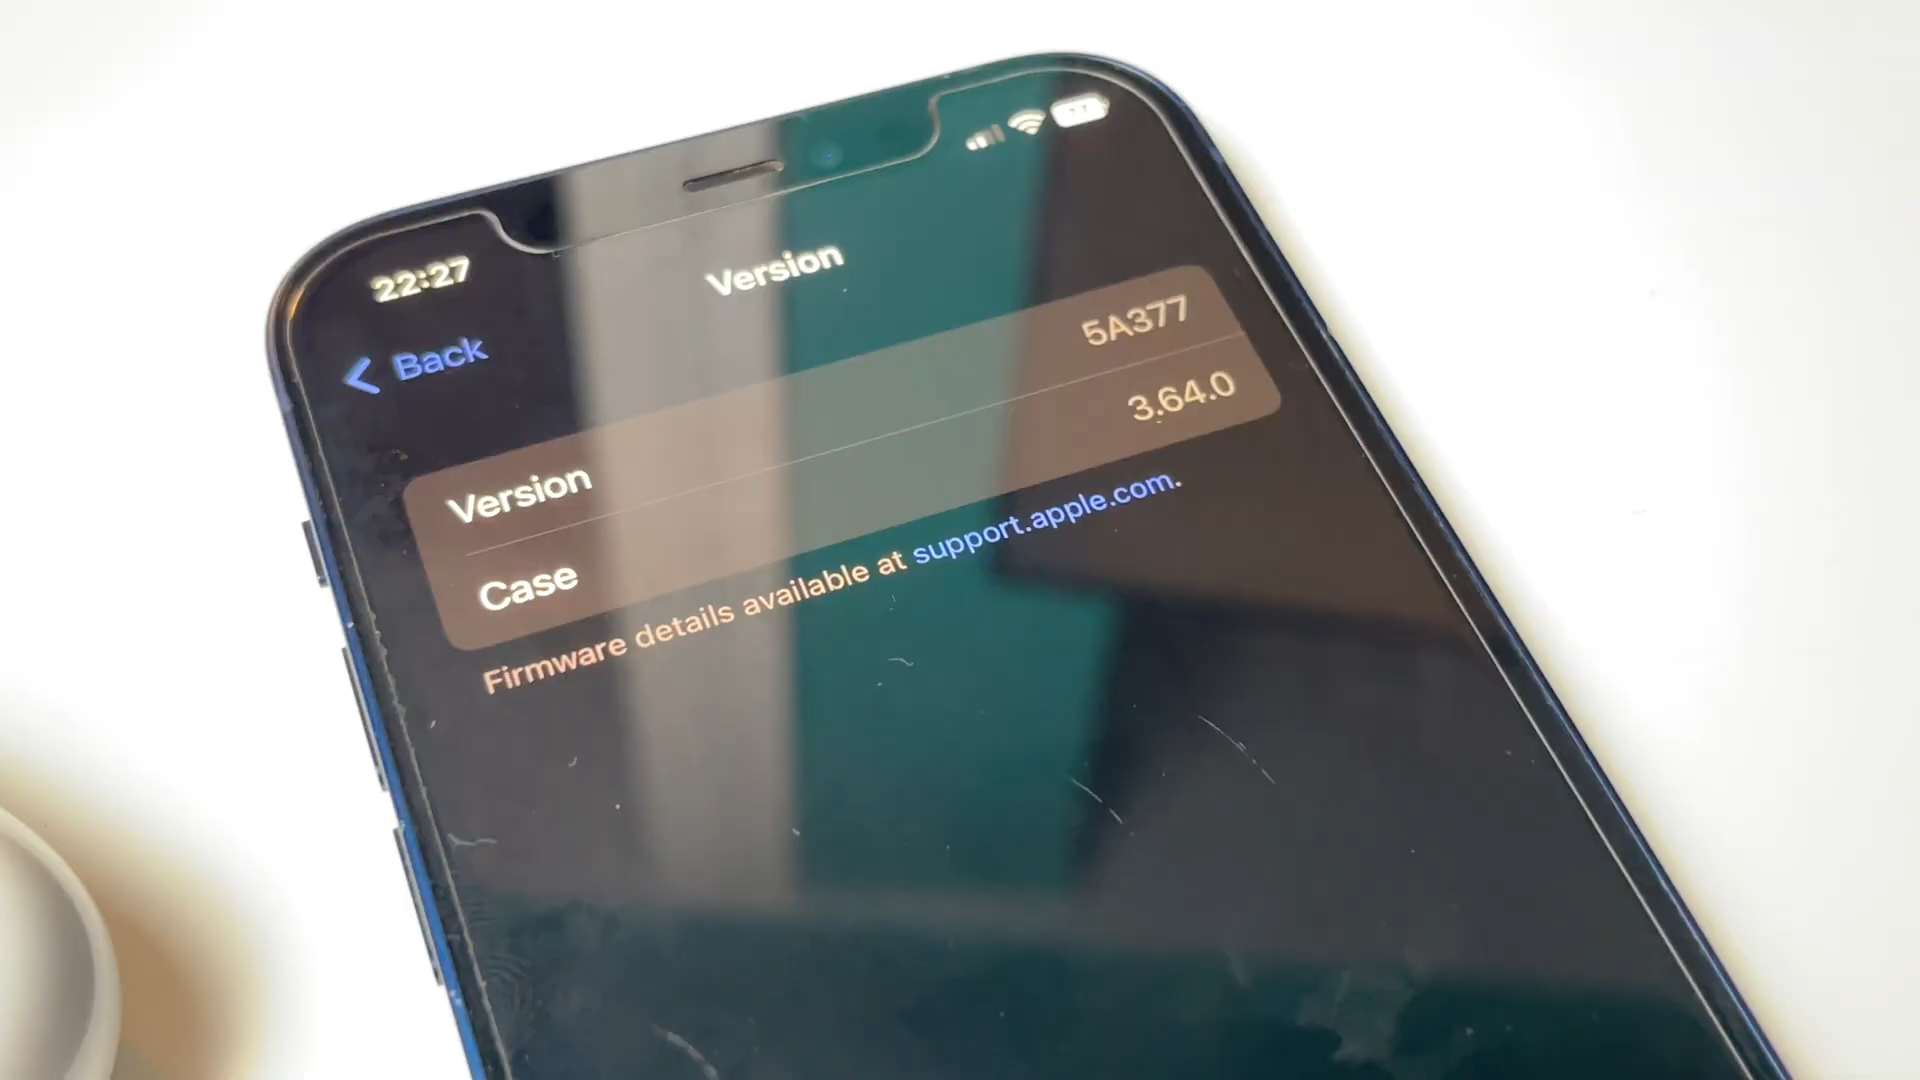 22:27
Back
Version
Version 5A377
Case 3.64.0
Firmware details available at support.apple.com.